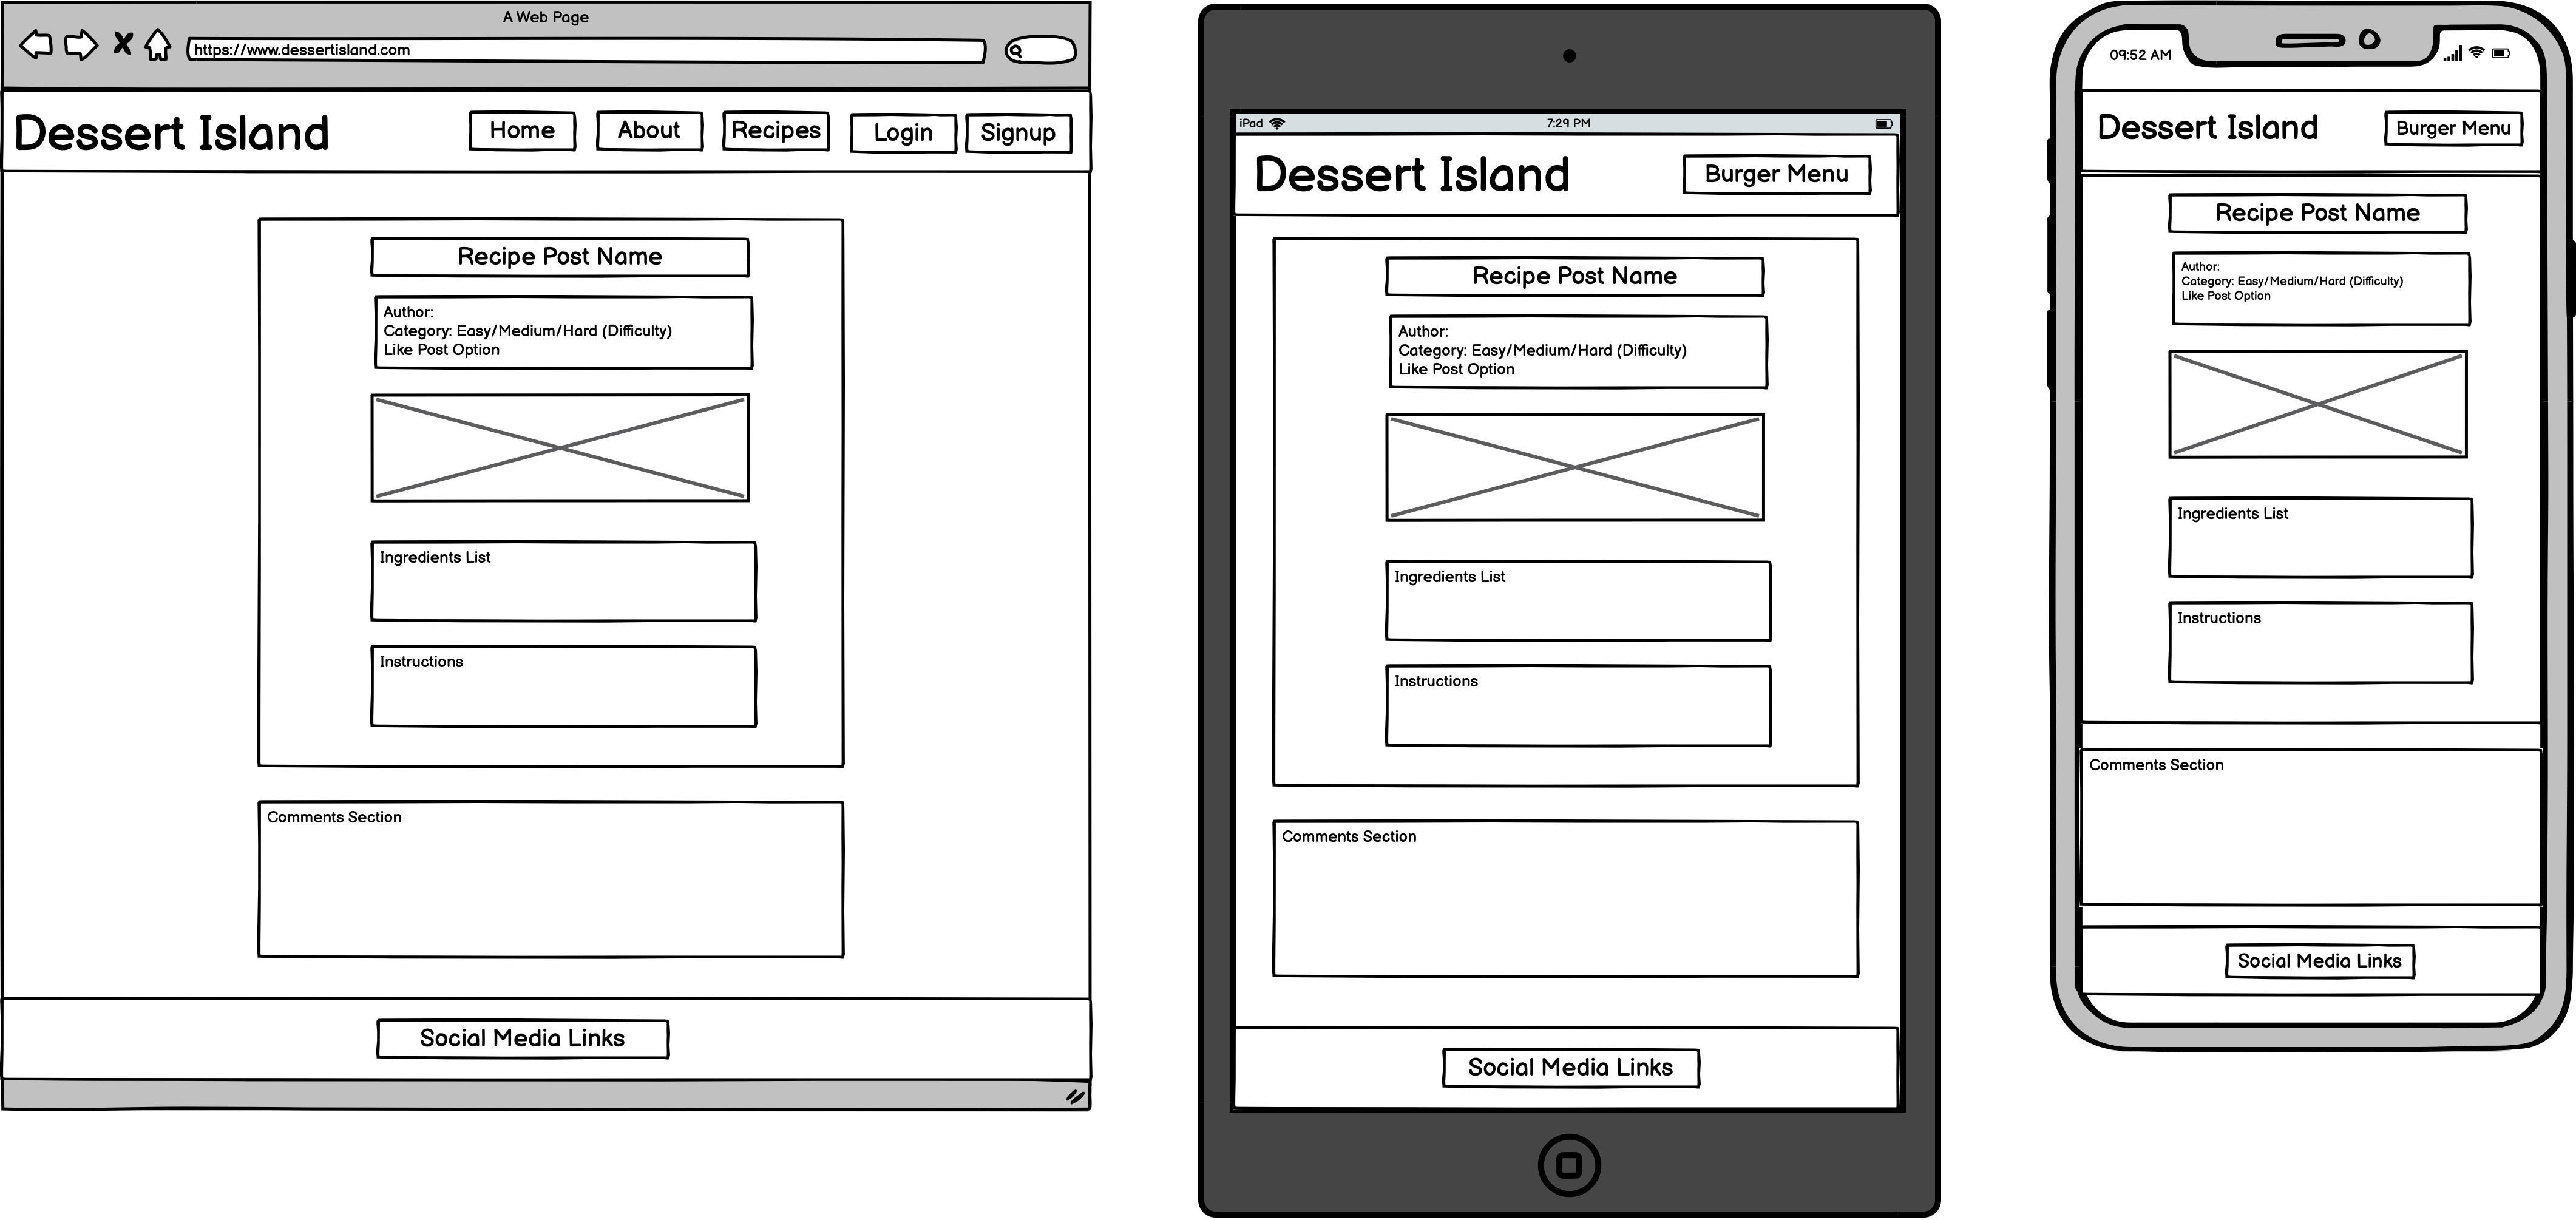 A Web Page
https://www.dessertisland.com
Dessert Island
Home
About
Recipes
Login
Signup
Recipe Post Name
Author:
Category: Easy/Medium/Hard (Difficulty)
Like Post Option
Ingredients List
Instructions
Comments Section
Social Media Links
iPad
7:29 PM
Dessert Island
Burger Menu
Recipe Post Name
Author:
Category: Easy/Medium/Hard (Difficulty)
Like Post Option
Ingredients List
Instructions
Comments Section
Social Media Links
09:52 AM
Dessert Island
Burger Menu
Recipe Post Name
Author:
Category: Easy/Medium/Hard (Difficulty)
Like Post Option
Ingredients List
Instructions
Comments Section
Social Media Links